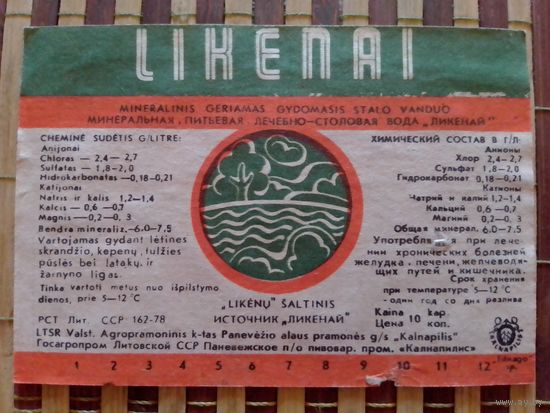 LIKENAI
MINERALINIS GERIAMAS GYDOMASIS STALO VANDUO
МИНЕРАЛЬНАЯ, ПИТЬЕВАЯ, ЛЕЧЕБНО-СТОЛОВАЯ ВОДА „ЛИКЕНАЙ"
CHEMINĖ SUDĖTIS G/LITRE:
Anijonai
Chloras — 2,4— 2,7
Sulfatas — 1,8—2,0
Hidrokarbonatas —0,18—0,21
Katijonai
Natris ir kalis 1,2—1,4
Kalcis — 0,6 —0,7
Magnis —0,2—0, 3
Bendra mineraliz. —6.0—7.5
Vartojamas gydant lėtines
skrandžio, kepenų, tulžies
pūslės bei latakų ir
žarnyno ligas.
Tinka vartoti metus nuo išpilstymo
dienos, prie 5—12 °C
„LIKĖNŲ" ŠALTINIS
ИСТОЧНИК „ЛИКЕНАЙ"
ХИМИЧЕСКИЙ СОСТАВ В Г/Л:
Анионы
Хлор 2,4—2,7
Сульфат 1,8—2,0
Гидрокарбонат 0,18—0,21
Катионы
Натрий и калий 1,2—1,4
Кальций 0,6 —0,7
Магний 0,2— 0,3
Общая минерал. 6.0—7.5
Употребляется при лече-
нии хронических болезней
желудка, печени, желчеводя-
щих путей и кишечника.
Срок хранения
при температуре 5—12 °C
-один год со дня разлива
Kaina 10 kap.
Цена 10 коп.
KALNAPILIS
РСТ Лит. ССР 162-78
LTSR Valst. Agropramoninis k-tas Panevėžio alaus pramonės g/s „Kalnapilis"
Госагропром Литовской ССР Паневежское п/о пивовар. пром. „Калнапилис"
1 2 3 4 5 6 7 8 9 10 11 12